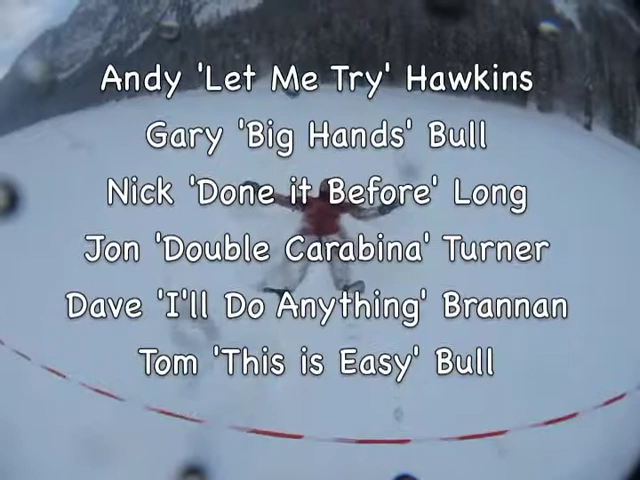 Andy 'Let Me Try' Hawkins
Gary 'Big Hands' Bull
Nick 'Done it Before' Long
Jon 'Double Carabina' Turner
Dave 'I'll Do Anything' Brannan
Tom 'This is Easy' Bull